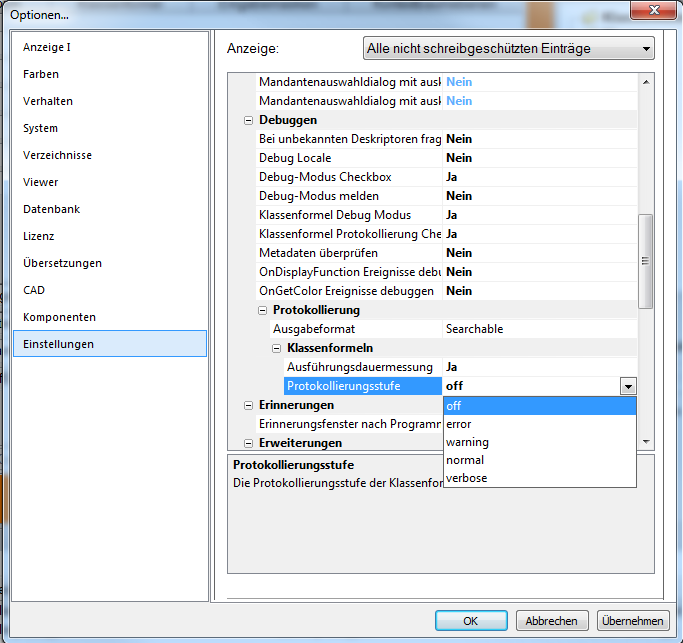 Optionen...
Anzeige I
Farben
Verhalten
System
Verzeichnisse
Viewer
Datenbank
Lizenz
Übersetzungen
CAD
Komponenten
Einstellungen
Anzeige: Alle nicht schreibgeschützten Einträge
Mandantenauswahldialog mit ausk Nein
Mandantenauswahldialog mit ausk Nein
Debuggen
Bei unbekannten Deskriptoren frag Nein
Debug Locale Nein
Debug-Modus Checkbox Ja
Debug-Modus melden Nein
Klassenformel Debug Modus Ja
Klassenformel Protokollierung Che Ja
Metadaten überprüfen Nein
OnDisplayFunction Ereignisse debu Nein
OnGetColor Ereignisse debuggen Nein
Protokollierung
Ausgabeformat Searchable
Klassenformeln
Ausführungsdauermessung Ja
Protokollierungsstufe off
off
error
warning
normal
verbose
Erinnerungen
Erinnerungsfenster nach Programm
Erweiterungen
Protokollierungsstufe
Die Protokollierungsstufe der Klassenfor
OK Abbrechen Übernehmen